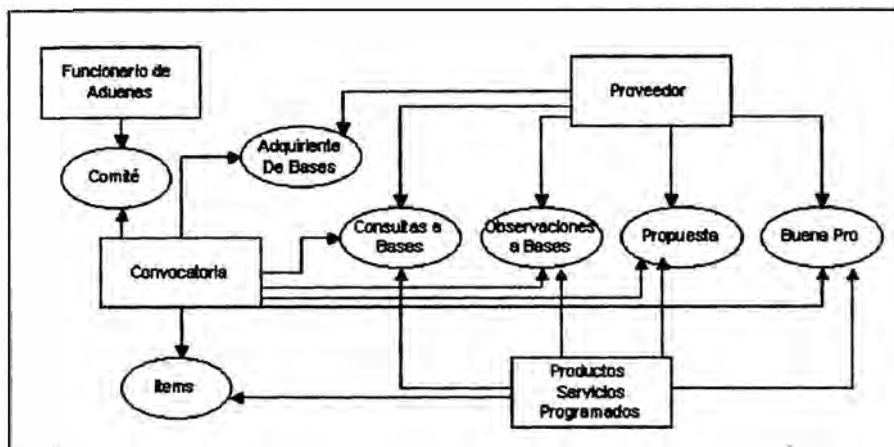 Funcionario de
Aduanas
Proveedor
Adquiriente
De Bases
Comité
Consultas a
Bases
Observaciones
a Bases
Propuesta
Buena Pro
Convocatoria
Items
Productos
Servicios
Programados